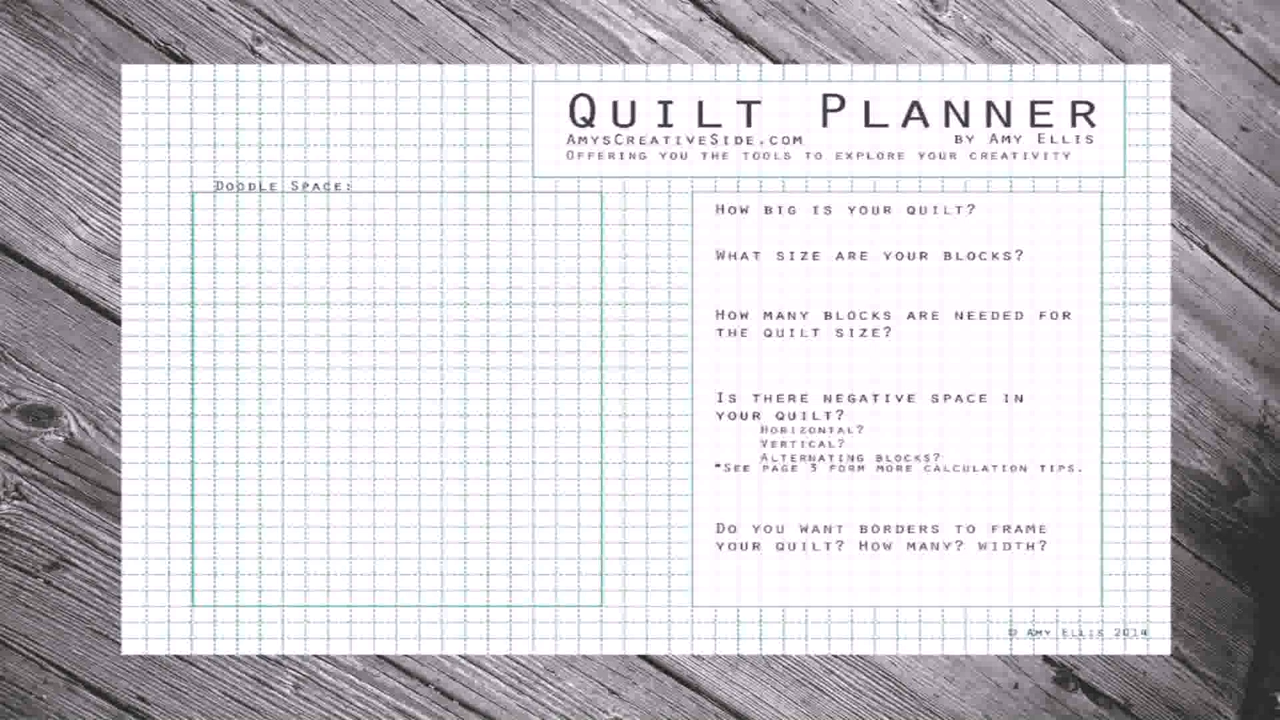 Quilt Planner
AmysCreativeSide.com by Amy Ellis
Offering you the tools to explore your creativity
Doodle Space:
How big is your quilt?
What size are your blocks?
How many blocks are needed for
the quilt size?
Is there negative space in
your quilt?
Horizontal?
Vertical?
Alternating blocks?
*See page 3 form more calculation tips.
Do you want borders to frame
your quilt? How many? width?
© Amy Ellis 2014